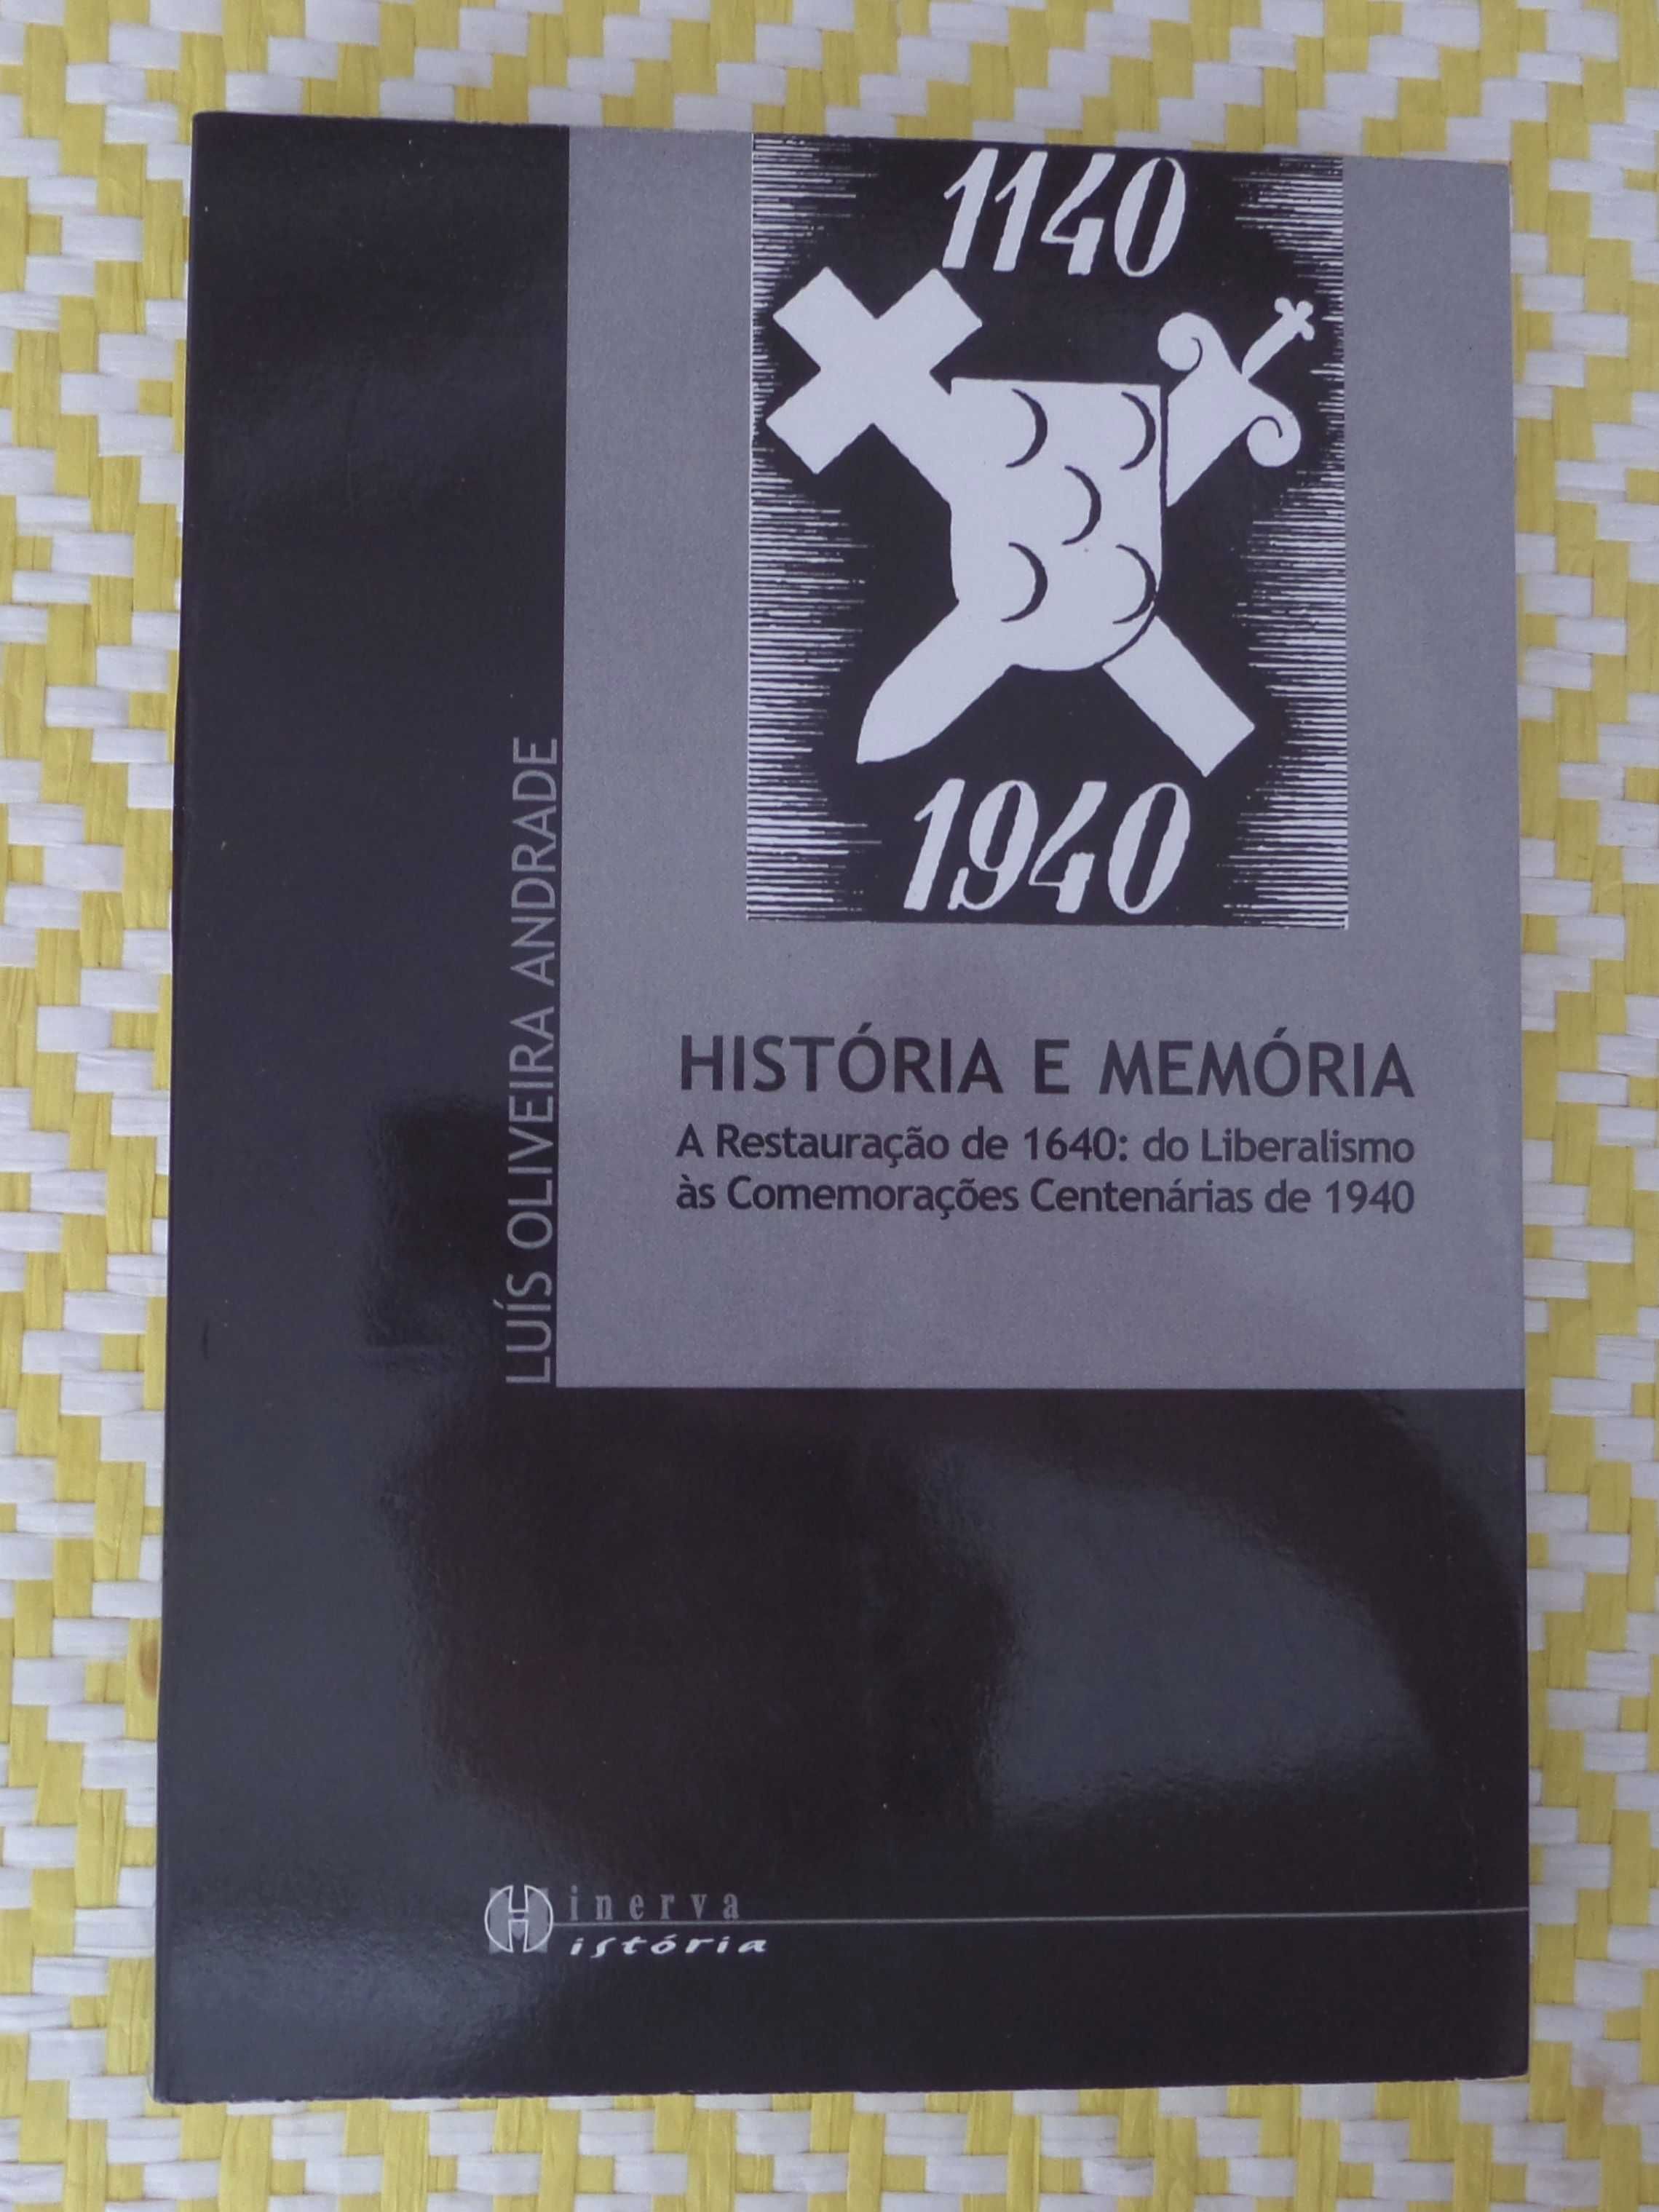 1140
1940
LUÍS OLIVEIRA ANDRADE
HISTÓRIA E MEMÓRIA
A Restauração de 1640: do Liberalismo
às Comemorações Centenárias de 1940
inerva
istória